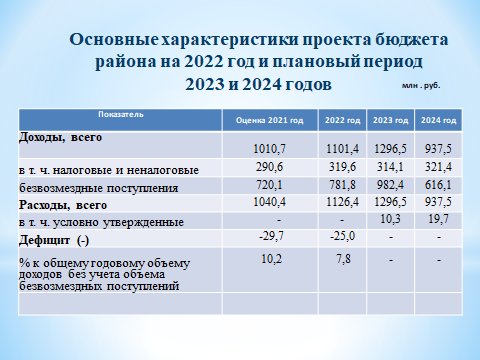 Основные характеристики проекта бюджета
района на 2022 год и плановый период
2023 и 2024 годов
млн . руб.
Показатель Оценка 2021 год 2022 год 2023 год 2024 год
Доходы, всего 1010,7 1101,4 1296,5 937,5
в т. ч. налоговые и неналоговые 290,6 319,6 314,1 321,4
безвозмездные поступления 720,1 781,8 982,4 616,1
Расходы, всего 1040,4 1126,4 1296,5 937,5
в т. ч. условно утвержденные - - 10,3 19,7
Дефицит (-) -29,7 -25,0 - -
% к общему годовому объему 10,2 7,8 - -
доходов без учета объема
безвозмездных поступлений